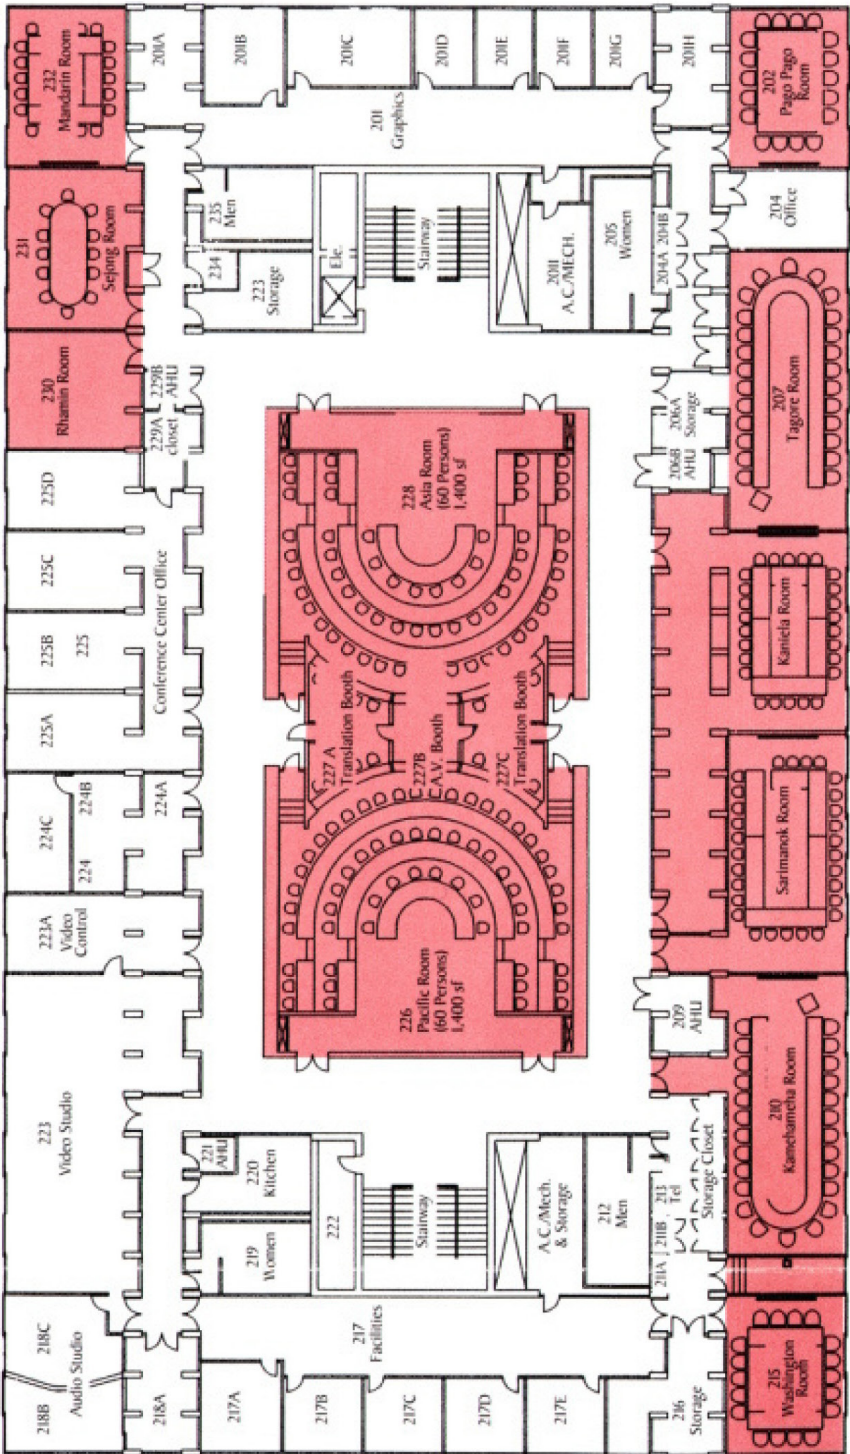 232
Mandarin Room
201A
201B
201C
201D
201E
201F
201G
201H
202
Pago Pago
Room
201
Graphics
231
Sejong Room
235
Men
234
223
Storage
Ele.
Stairway
2011
A.C./MECH.
205
Women
204A
204B
204
Office
230
Rhamin Room
229B
AHU
229A
closet
206A
Storage
206B
AHU
207
Tagore Room
225D
225C
225B
225
225A
Conference Center Office
228
Asia Room
(60 Persons)
1,400 sf
227 A
Translation Booth
227B
A.V. Booth
227C
Translation Booth
Kaniela Room
224C
224B
224
224A
Sarimanok Room
223A
Video
Control
226
Pacific Room
(60 Persons)
1,400 sf
209
AHU
223
Video Studio
210
Kamehameha Room
221
AHU
220
Kitchen
219
Women
222
Stairway
A.C./Mech.
& Storage
212
Men
213
Tel
211B
211A
Storage Closet
218C
218B
Audio Studio
218A
217
Facilities
217A
217B
217C
217D
217E
216
Storage
215
Washington
Room